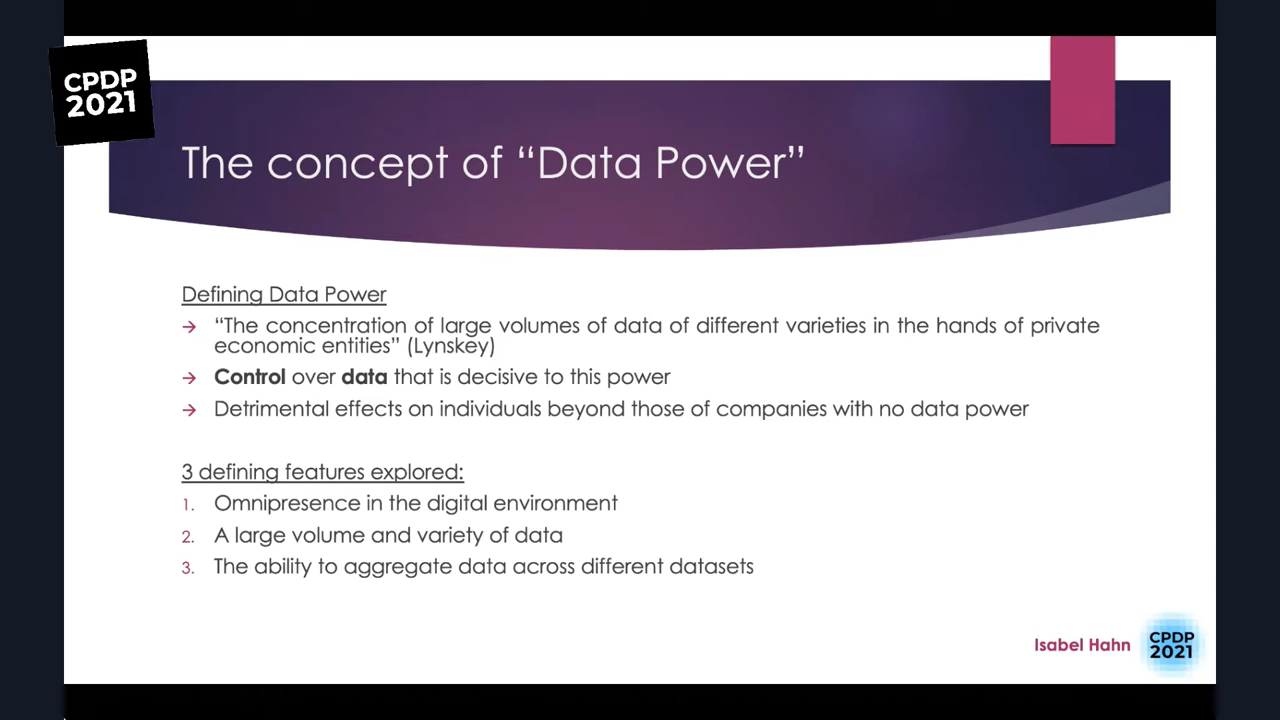 CPDP
2021
The concept of “Data Power”
Defining Data Power
→ “The concentration of large volumes of data of different varieties in the hands of private
economic entities” (Lynskey)
→ Control over data that is decisive to this power
→ Detrimental effects on individuals beyond those of companies with no data power
3 defining features explored:
1. Omnipresence in the digital environment
2. A large volume and variety of data
3. The ability to aggregate data across different datasets
Isabel Hahn
CPDP
2021